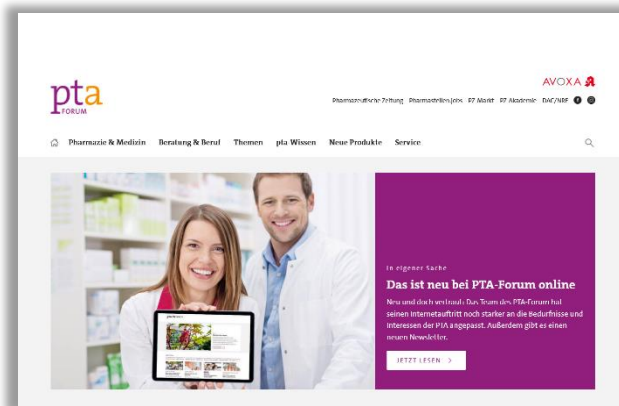 AVOXA
pta
FORUM
Pharmazeutische Zeitung Pharmastellen.jobs PZ-Markt PZ-Akademie DAC/NRF
Pharmazie & Medizin Beratung & Beruf Themen pta-Wissen Neue Produkte Service
In eigener Sache
Das ist neu bei PTA-Forum online
Neu und doch vertraut: Das Team des PTA-Forum hat
seinen Internetauftritt noch stärker an die Bedürfnisse und
Interessen der PTA angepasst. Außerdem gibt es einen
neuen Newsletter.
JETZT LESEN